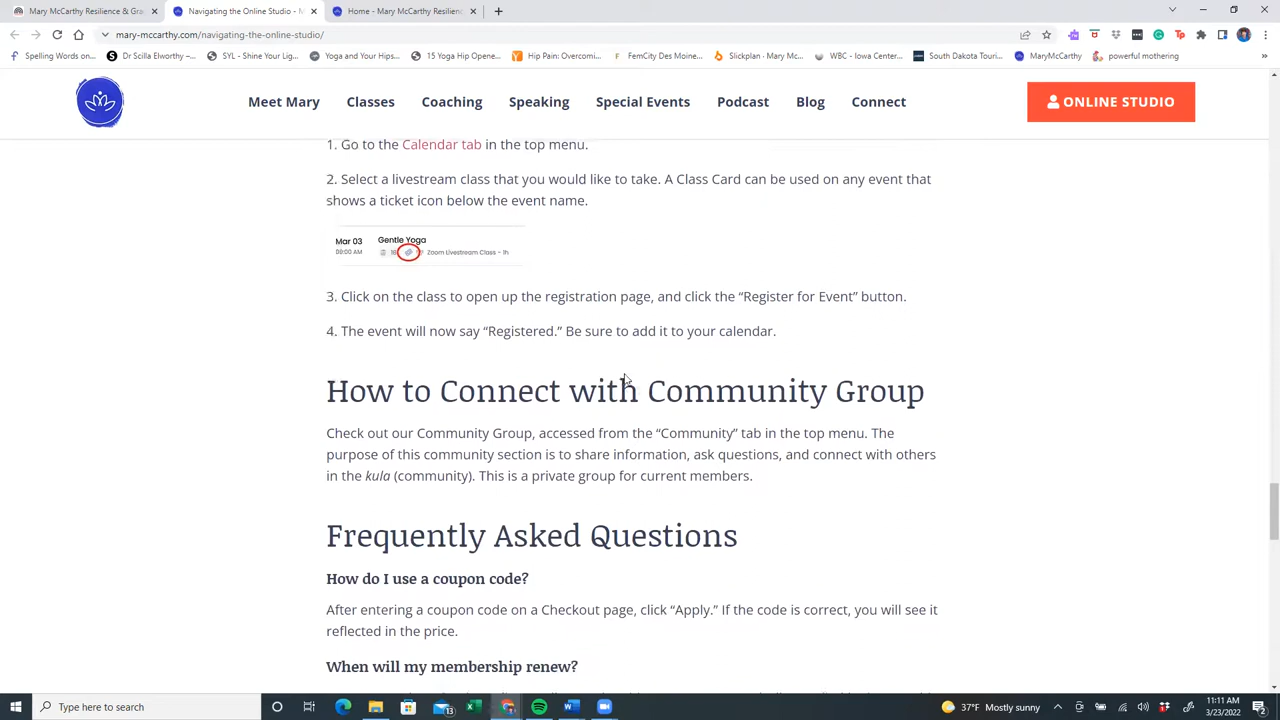 Mary McCarthy Resilience & Gra
Navigating the Online Studio -
Home - Mary McCarthy Resilienc
mary-mccarthy.com/navigating-the-online-studio/
Spelling Words on...
Dr Scilla Elworthy –...
SYL - Shine Your Lig...
Yoga and Your Hips...
15 Yoga Hip Opene...
Hip Pain: Overcomi...
FemCity Des Moine...
Slickplan - Mary Mc...
WBC - Iowa Center...
South Dakota Touri...
MaryMcCarthy
powerful mothering
Meet Mary
Classes
Coaching
Speaking
Special Events
Podcast
Blog
Connect
ONLINE STUDIO
1. Go to the Calendar tab in the top menu.
2. Select a livestream class that you would like to take. A Class Card can be used on any event that
shows a ticket icon below the event name.
Mar 03
09:00 AM
Gentle Yoga
Zoom Livestream Class - 1h
3. Click on the class to open up the registration page, and click the “Register for Event” button.
4. The event will now say “Registered.” Be sure to add it to your calendar.
How to Connect with Community Group
Check out our Community Group, accessed from the “Community” tab in the top menu. The
purpose of this community section is to share information, ask questions, and connect with others
in the kula (community). This is a private group for current members.
Frequently Asked Questions
How do I use a coupon code?
After entering a coupon code on a Checkout page, click “Apply.” If the code is correct, you will see it
reflected in the price.
When will my membership renew?
Type here to search
13
37°F Mostly sunny
11:11 AM
3/23/2022
2